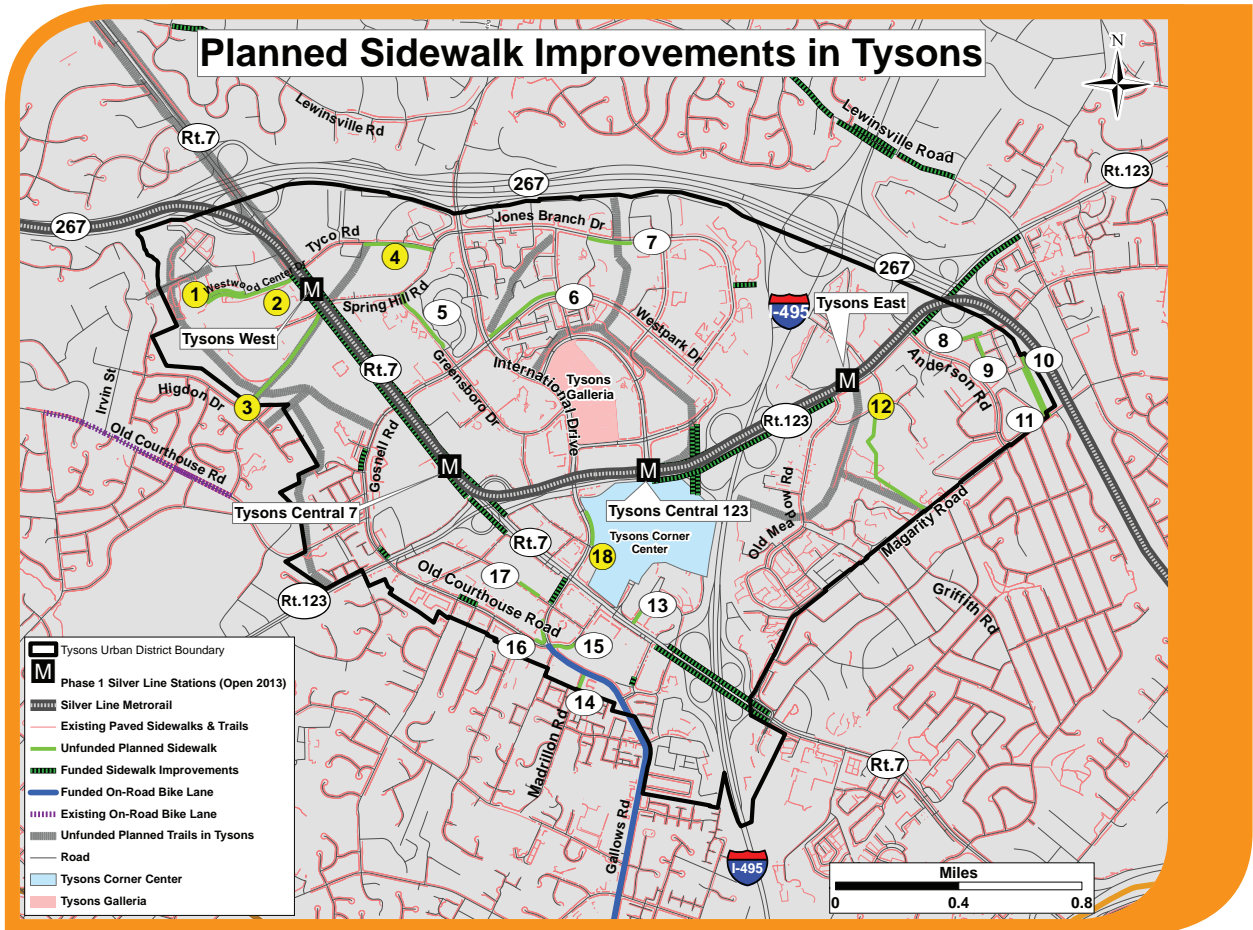 Planned Sidewalk Improvements in Tysons
N
Lewinsville Rd
Rt.7
Lewinsville Road
Rt.123
267
267
Jones Branch Dr
Tyco Rd
4
7
267
1
Westwood Center Dr
2
M
Spring Hill Rd
5
6
I-495
Tysons East
Tysons West
Westpark Dr
8
Anderson Rd
9
10
Rt.7
Greensboro Dr
International Drive
Tysons
Galleria
M
Irvin St
Higdon Dr
3
12
11
Rt.123
Old Courthouse Rd
Gosnell Rd
M
M
Tysons Central 7
Tysons Central 123
Old Meadow Rd
Magarity Road
Rt.7
Tysons Corner
Center
18
17
Old Courthouse Road
Rt.123
13
Griffith Rd
16
15
14
Madrillon Rd
Rt.7
Gallows Rd
I-495
Tysons Urban District Boundary
M
Phase 1 Silver Line Stations (Open 2013)
Silver Line Metrorail
Existing Paved Sidewalks & Trails
Unfunded Planned Sidewalk
Funded Sidewalk Improvements
Funded On-Road Bike Lane
Existing On-Road Bike Lane
Unfunded Planned Trails in Tysons
Road
Tysons Corner Center
Tysons Galleria
Miles
0 0.4 0.8